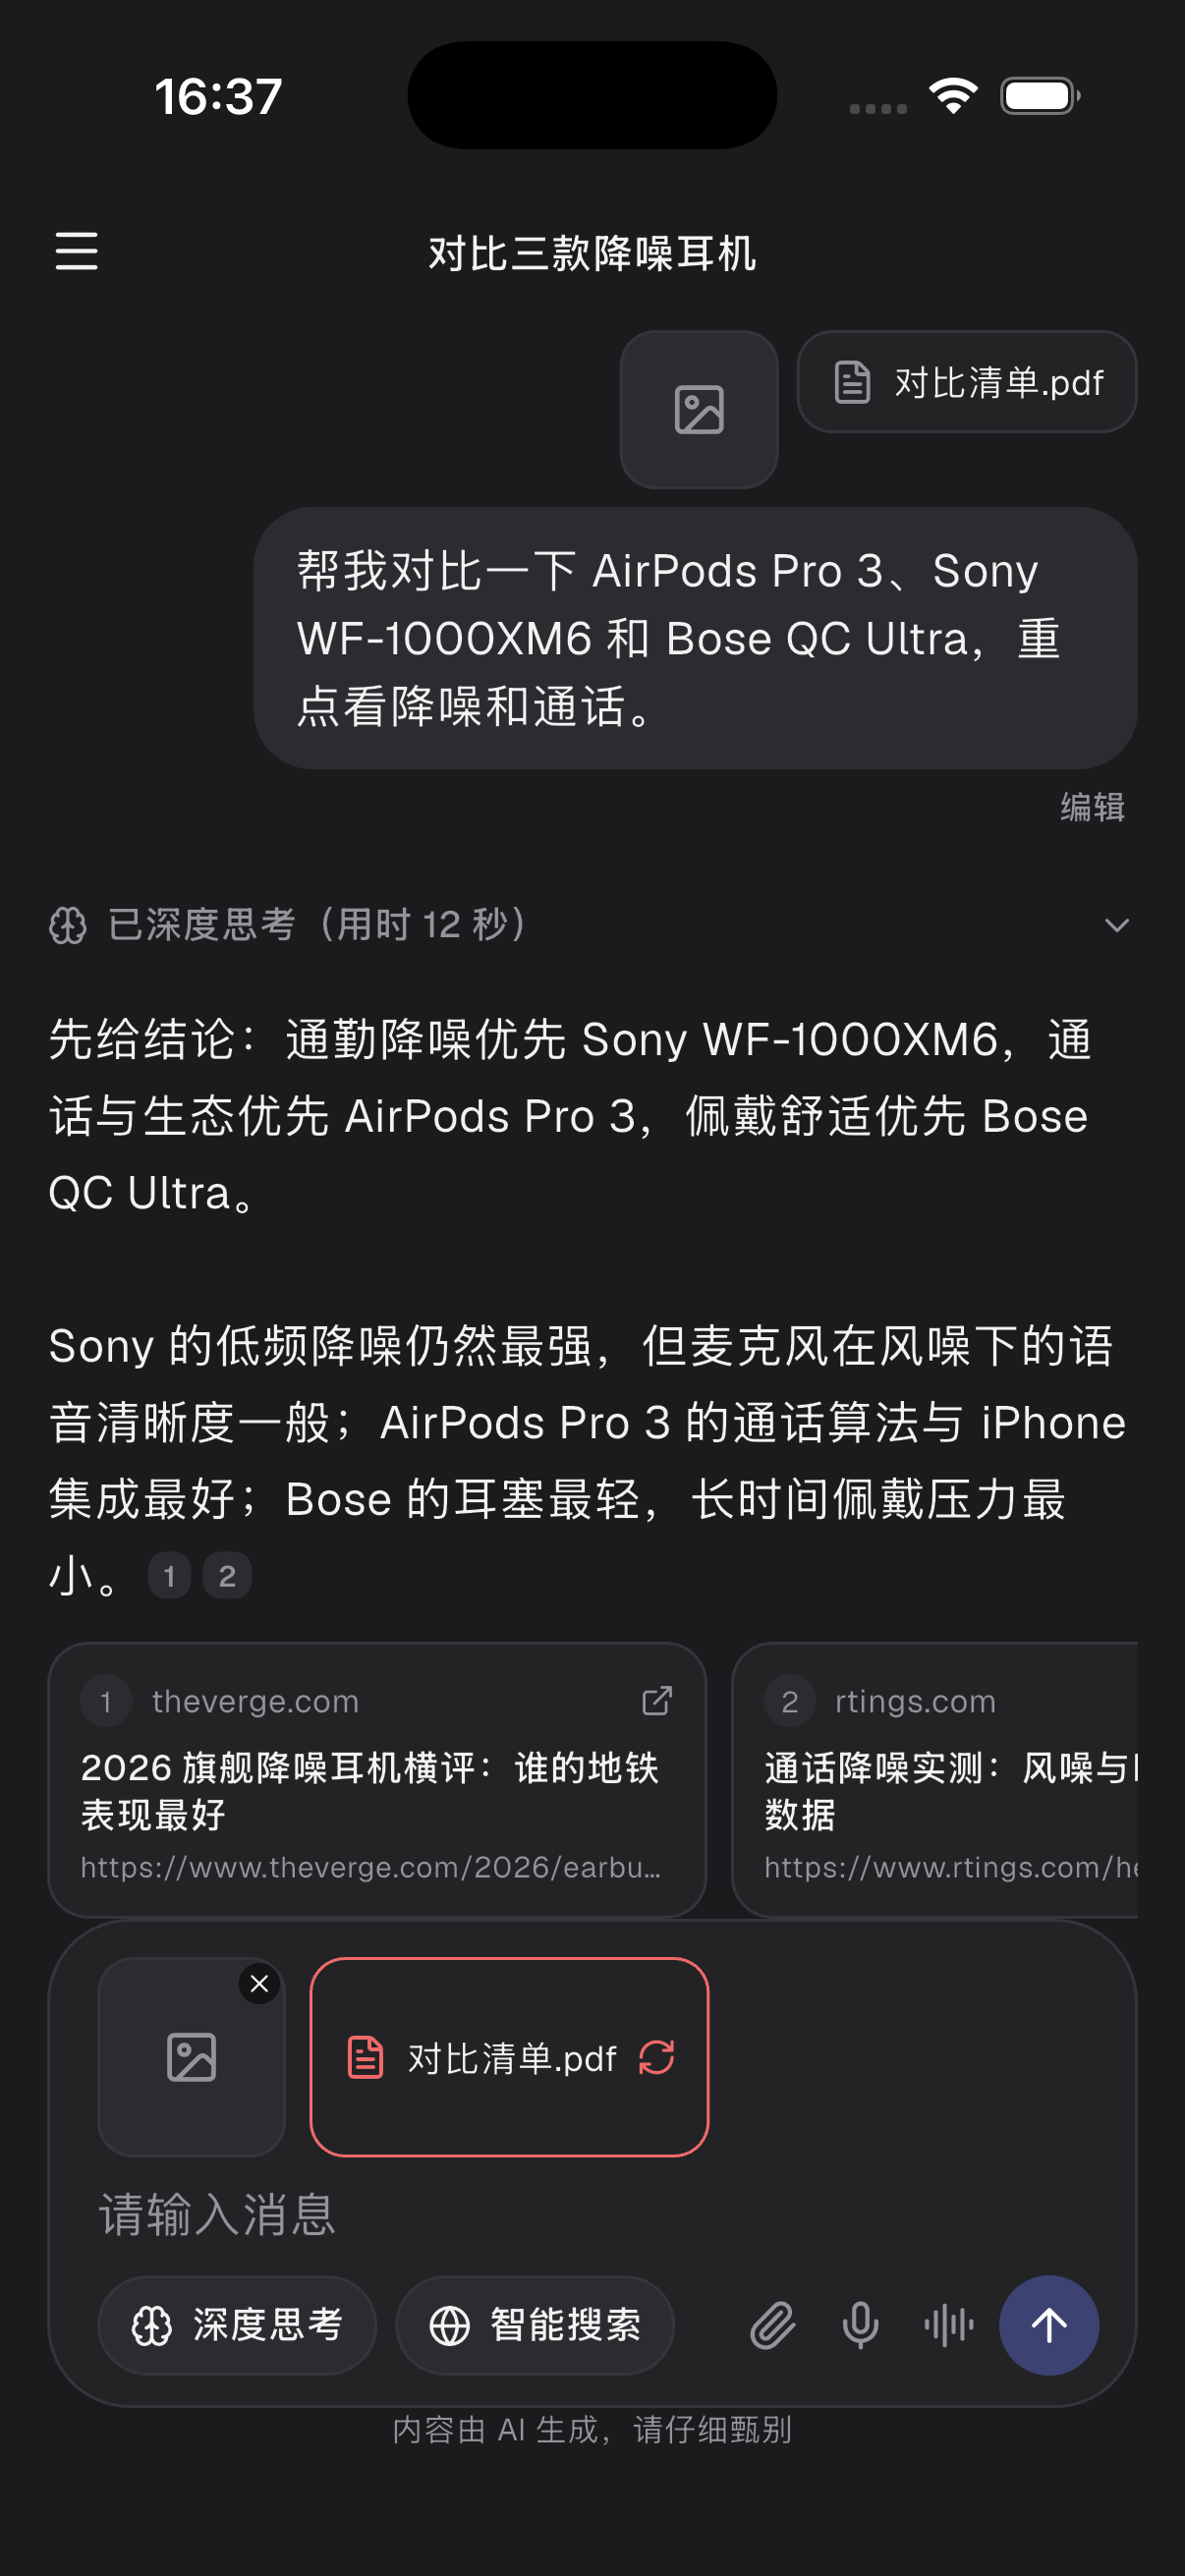 16:37
对比三款降噪耳机
对比清单.pdf
帮我对比一下 AirPods Pro 3、Sony
WF-1000XM6 和 Bose QC Ultra，重
点看降噪和通话。
编辑
已深度思考（用时 12 秒）
先给结论：通勤降噪优先 Sony WF-1000XM6，通
话与生态优先 AirPods Pro 3，佩戴舒适优先 Bose
QC Ultra。
Sony 的低频降噪仍然最强，但麦克风在风噪下的语
音清晰度一般；AirPods Pro 3 的通话算法与 iPhone
集成最好；Bose 的耳塞最轻，长时间佩戴压力最
小。 1 2
1 theverge.com
2026 旗舰降噪耳机横评：谁的地铁
表现最好
https://www.theverge.com/2026/earbu...
2 rtings.com
通话降噪实测：风噪与
数据
https://www.rtings.com/he
对比清单.pdf
请输入消息
深度思考
智能搜索
内容由 AI 生成，请仔细甄别